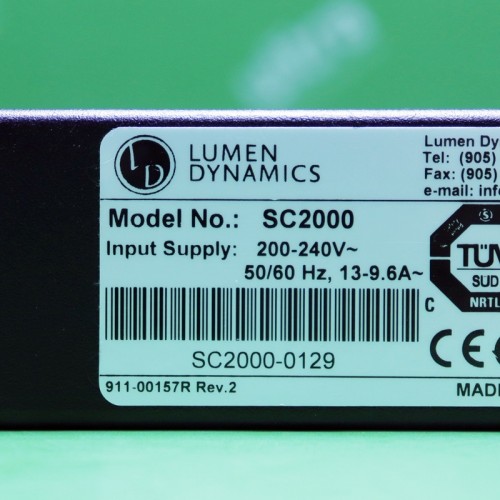 LD LUMEN
DYNAMICS
Lumen Dy
Tel: (905)
Fax: (905)
e-mail: inf
Model No.: SC2000
Input Supply: 200-240V~
50/60 Hz, 13-9.6A~
S
TÜV
SUD
NRTL
C
CE
SC2000-0129
911-00157R Rev.2
MAD